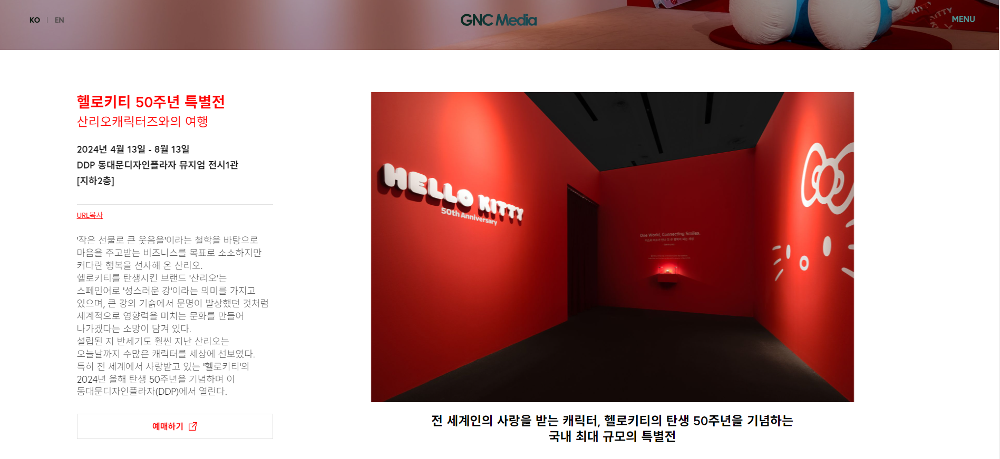 KO | EN
GNC Media
MENU
헬로키티 50주년 특별전
산리오캐릭터즈와의 여행
2024년 4월 13일 - 8월 13일
DDP 동대문디자인플라자 뮤지엄 전시1관
[지하2층]
URL복사
'작은 선물로 큰 웃음을'이라는 철학을 바탕으로
마음을 주고받는 비즈니스를 목표로 소소하지만
커다란 행복을 선사해 온 산리오.
헬로키티를 탄생시킨 브랜드 '산리오'는
스페인어로 '성스러운 강'이라는 의미를 가지고
있으며, 큰 강의 기슭에서 문명이 발상했던 것처럼
세계적으로 영향력을 미치는 문화를 만들어
나가겠다는 소망이 담겨 있다.
설립된 지 반세기도 훨씬 지난 산리오는
오늘날까지 수많은 캐릭터를 세상에 선보였다.
특히 전 세계에서 사랑받고 있는 '헬로키티'의
2024년 올해 탄생 50주년을 기념하며 이
동대문디자인플라자(DDP)에서 열린다.
예매하기
HELLO KITTY
50th Anniversary
One World, Connecting Smiles.
전 세계인의 사랑을 받는 캐릭터, 헬로키티의 탄생 50주년을 기념하는
국내 최대 규모의 특별전